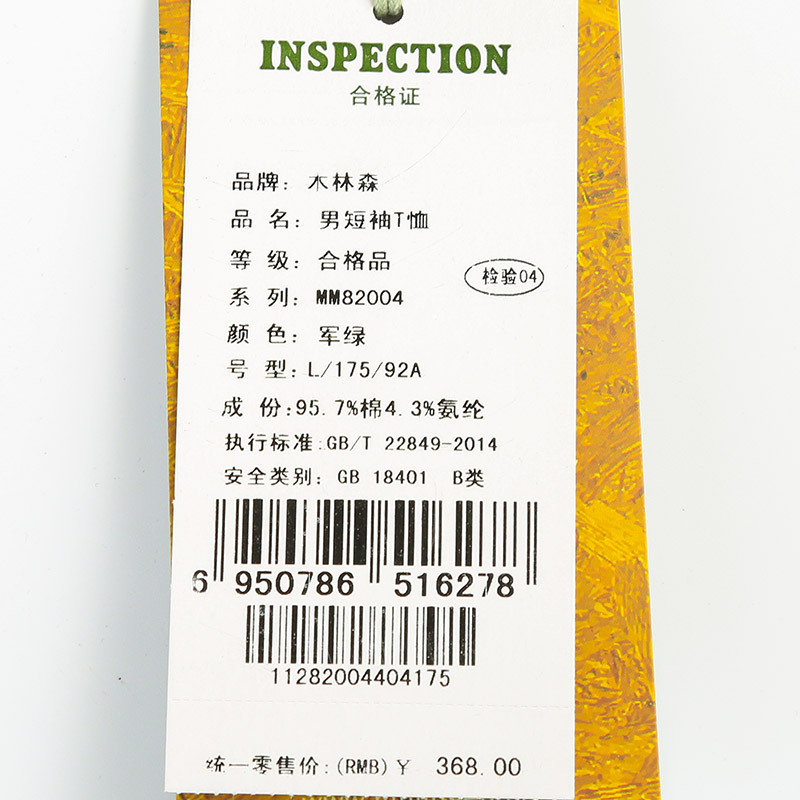 INSPECTION
合格证
品牌: 木林森
品 名: 男短袖T恤
等 级: 合格品
检验04
系 列: MM82004
颜 色: 军绿
号 型: L/175/92A
成 份:95.7%棉4.3%氨纶
执行标准:GB/T 22849-2014
安全类别: GB 18401 B类
6 950786 516278
11282004404175
统一零售价:(RMB)￥ 368.00